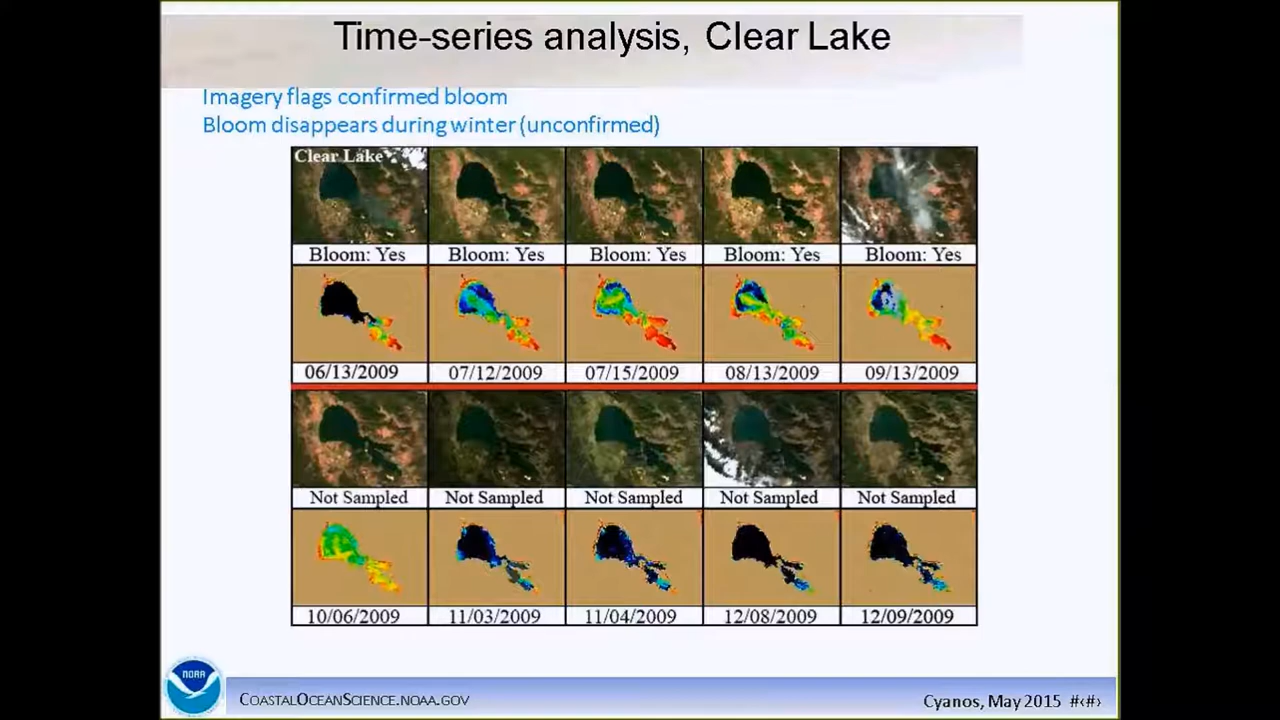 Time-series analysis, Clear Lake
Imagery flags confirmed bloom
Bloom disappears during winter (unconfirmed)
Clear Lake
Bloom: Yes Bloom: Yes Bloom: Yes Bloom: Yes Bloom: Yes
06/13/2009 07/12/2009 07/15/2009 08/13/2009 09/13/2009
Not Sampled Not Sampled Not Sampled Not Sampled Not Sampled
10/06/2009 11/03/2009 11/04/2009 12/08/2009 12/09/2009
NOAA
COASTALOCEANSCIENCE.NOAA.GOV
Cyanos, May 2015 #‹#›